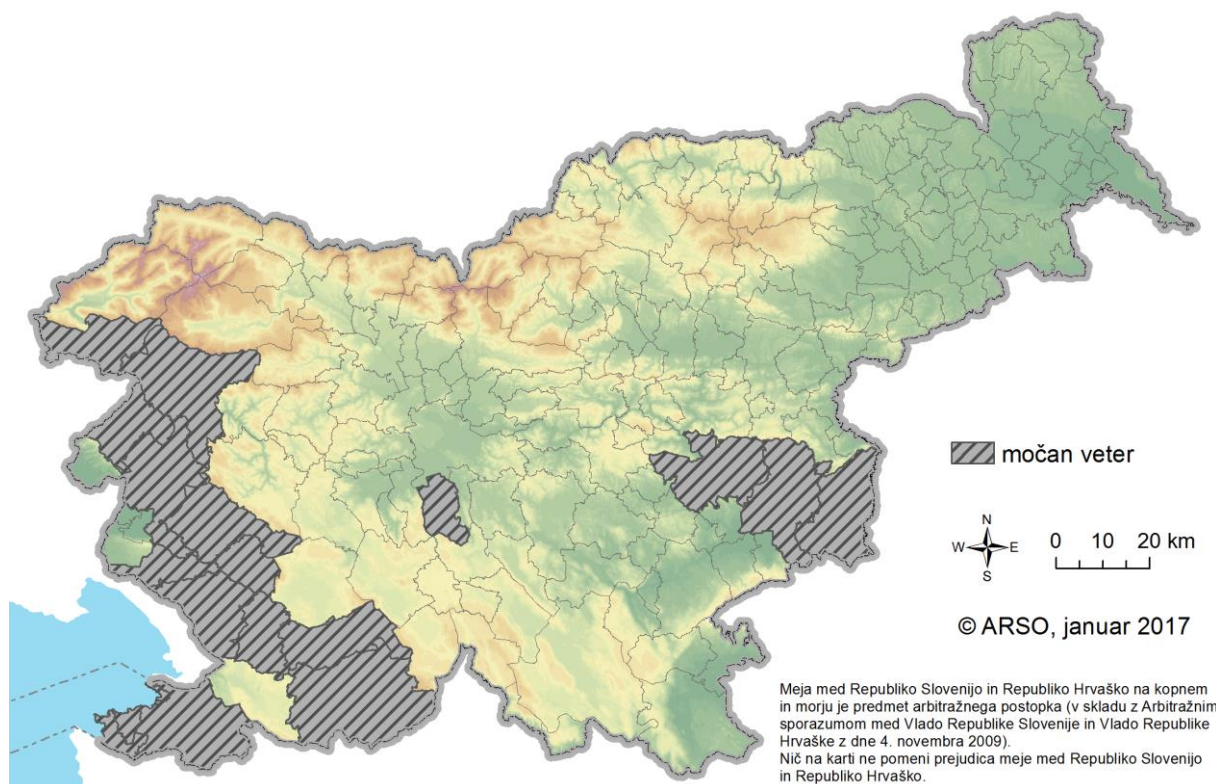 močan veter
N
W E
S
0 10 20 km
© ARSO, januar 2017
Meja med Republiko Slovenijo in Republiko Hrvaško na kopnem
in morju je predmet arbitražnega postopka (v skladu z Arbitražnim
sporazumom med Vlado Republike Slovenije in Vlado Republike
Hrvaške z dne 4. novembra 2009).
Nič na karti ne pomeni prejudica meje med Republiko Slovenijo
in Republiko Hrvaško.